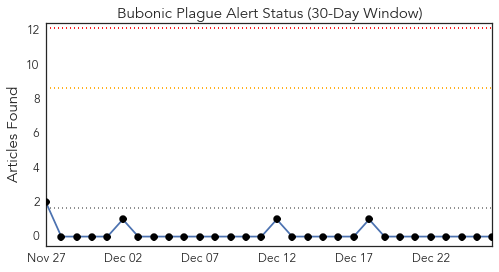 Bubonic Plague Alert Status (30-Day Window)
Articles Found
12
10
8
6
4
2
0
Nov 27 Dec 02 Dec 07 Dec 12 Dec 17 Dec 22